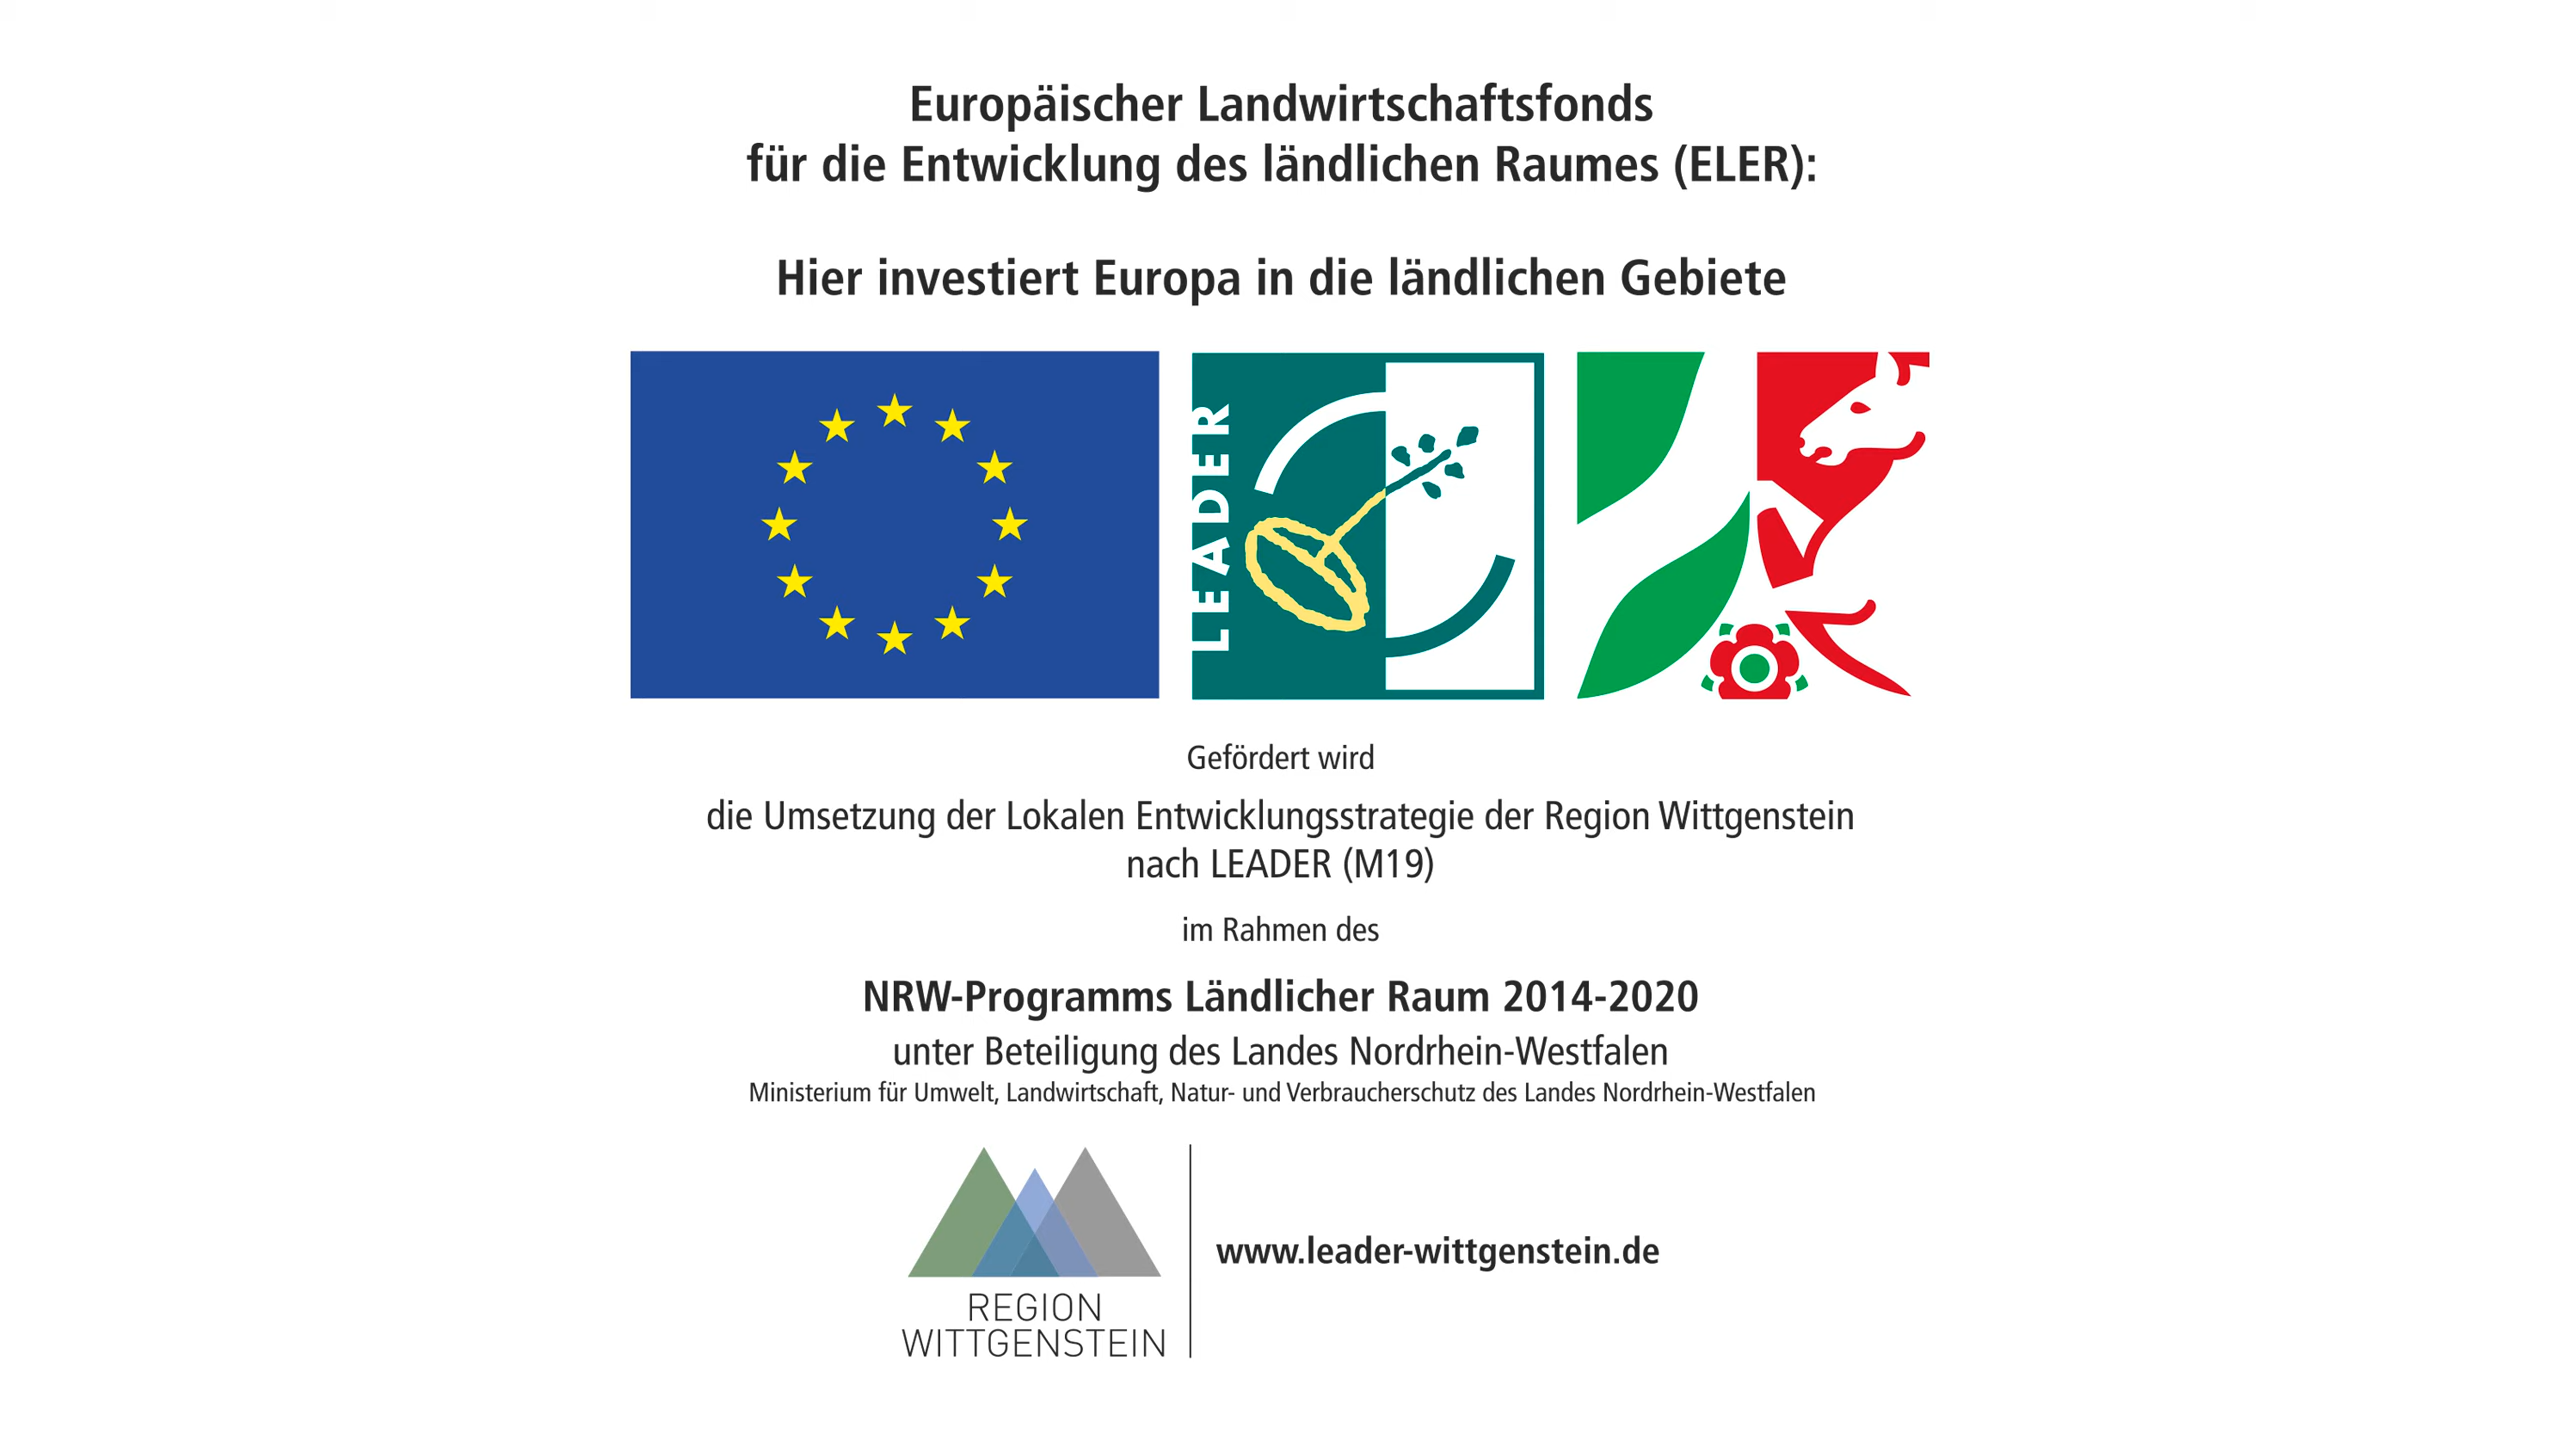 Europäischer Landwirtschaftsfonds
für die Entwicklung des ländlichen Raumes (ELER):
Hier investiert Europa in die ländlichen Gebiete
LEADER
Gefördert wird
die Umsetzung der Lokalen Entwicklungsstrategie der Region Wittgenstein
nach LEADER (M19)
im Rahmen des
NRW-Programms Ländlicher Raum 2014-2020
unter Beteiligung des Landes Nordrhein-Westfalen
Ministerium für Umwelt, Landwirtschaft, Natur- und Verbraucherschutz des Landes Nordrhein-Westfalen
REGION
WITTGENSTEIN
www.leader-wittgenstein.de